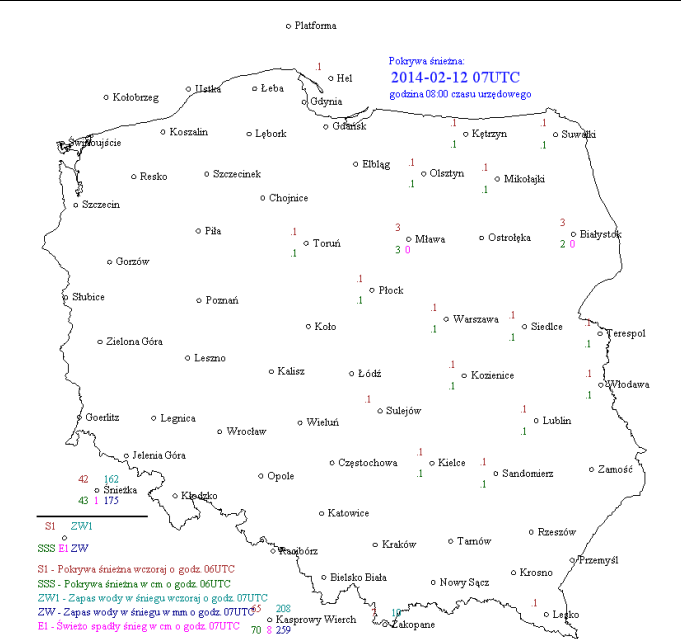 Platforma
Pokrywa śnieżna:
.1
Hel
2014-02-12 07UTC
godzina 08:00 czasu urzędowego
Ustka
Łeba
Kołobrzeg
Gdynia
Koszalin
Lębork
Gdańsk
.1
Kętrzyn
.1
.1
Suwałki
.1
Świnoujście
Elbląg
.1
Olsztyn
.1
.1
Mikołajki
.1
Resko
Szczecinek
Chojnice
Szczecin
Piła
.1
Toruń
.1
3
Mława
3 0
Ostrołęka
3
Białystok
2 0
Gorzów
Słubice
Poznań
.1
Płock
.1
Koło
.1
Warszawa
.1
.1
Siedlce
.1
.1
Terespol
.1
Zielona Góra
Leszno
Kalisz
Łódź
.1
Kozienice
.1
.1
Włodawa
.1
Goerlitz
Legnica
Wrocław
Wieluń
.1
Sulejów
.1
Lublin
.1
Jelenia Góra
Opole
Częstochowa
.1
Kielce
.1
.1
Sandomierz
.1
Zamość
42 162
Śnieżka
43 1 175
Kłodzko
Katowice
S1 ZW1
SSS E1 ZW
Racibórz
Kraków
Tarnów
Rzeszów
Przemyśl
S1 - Pokrywa śnieżna wczoraj o godz. 06UTC
SSS - Pokrywa śnieżna w cm o godz. 06UTC
ZW1 - Zapas wody w śniegu wczoraj o godz. 07UTC
ZW - Zapas wody w śniegu w mm o godz. 07UTC
E1 - Świeżo spadły śnieg w cm o godz. 07UTC
Bielsko Biała
Nowy Sącz
Krosno
65 208
Kasprowy Wierch
70 8 259
Zakopane
.1
Lesko